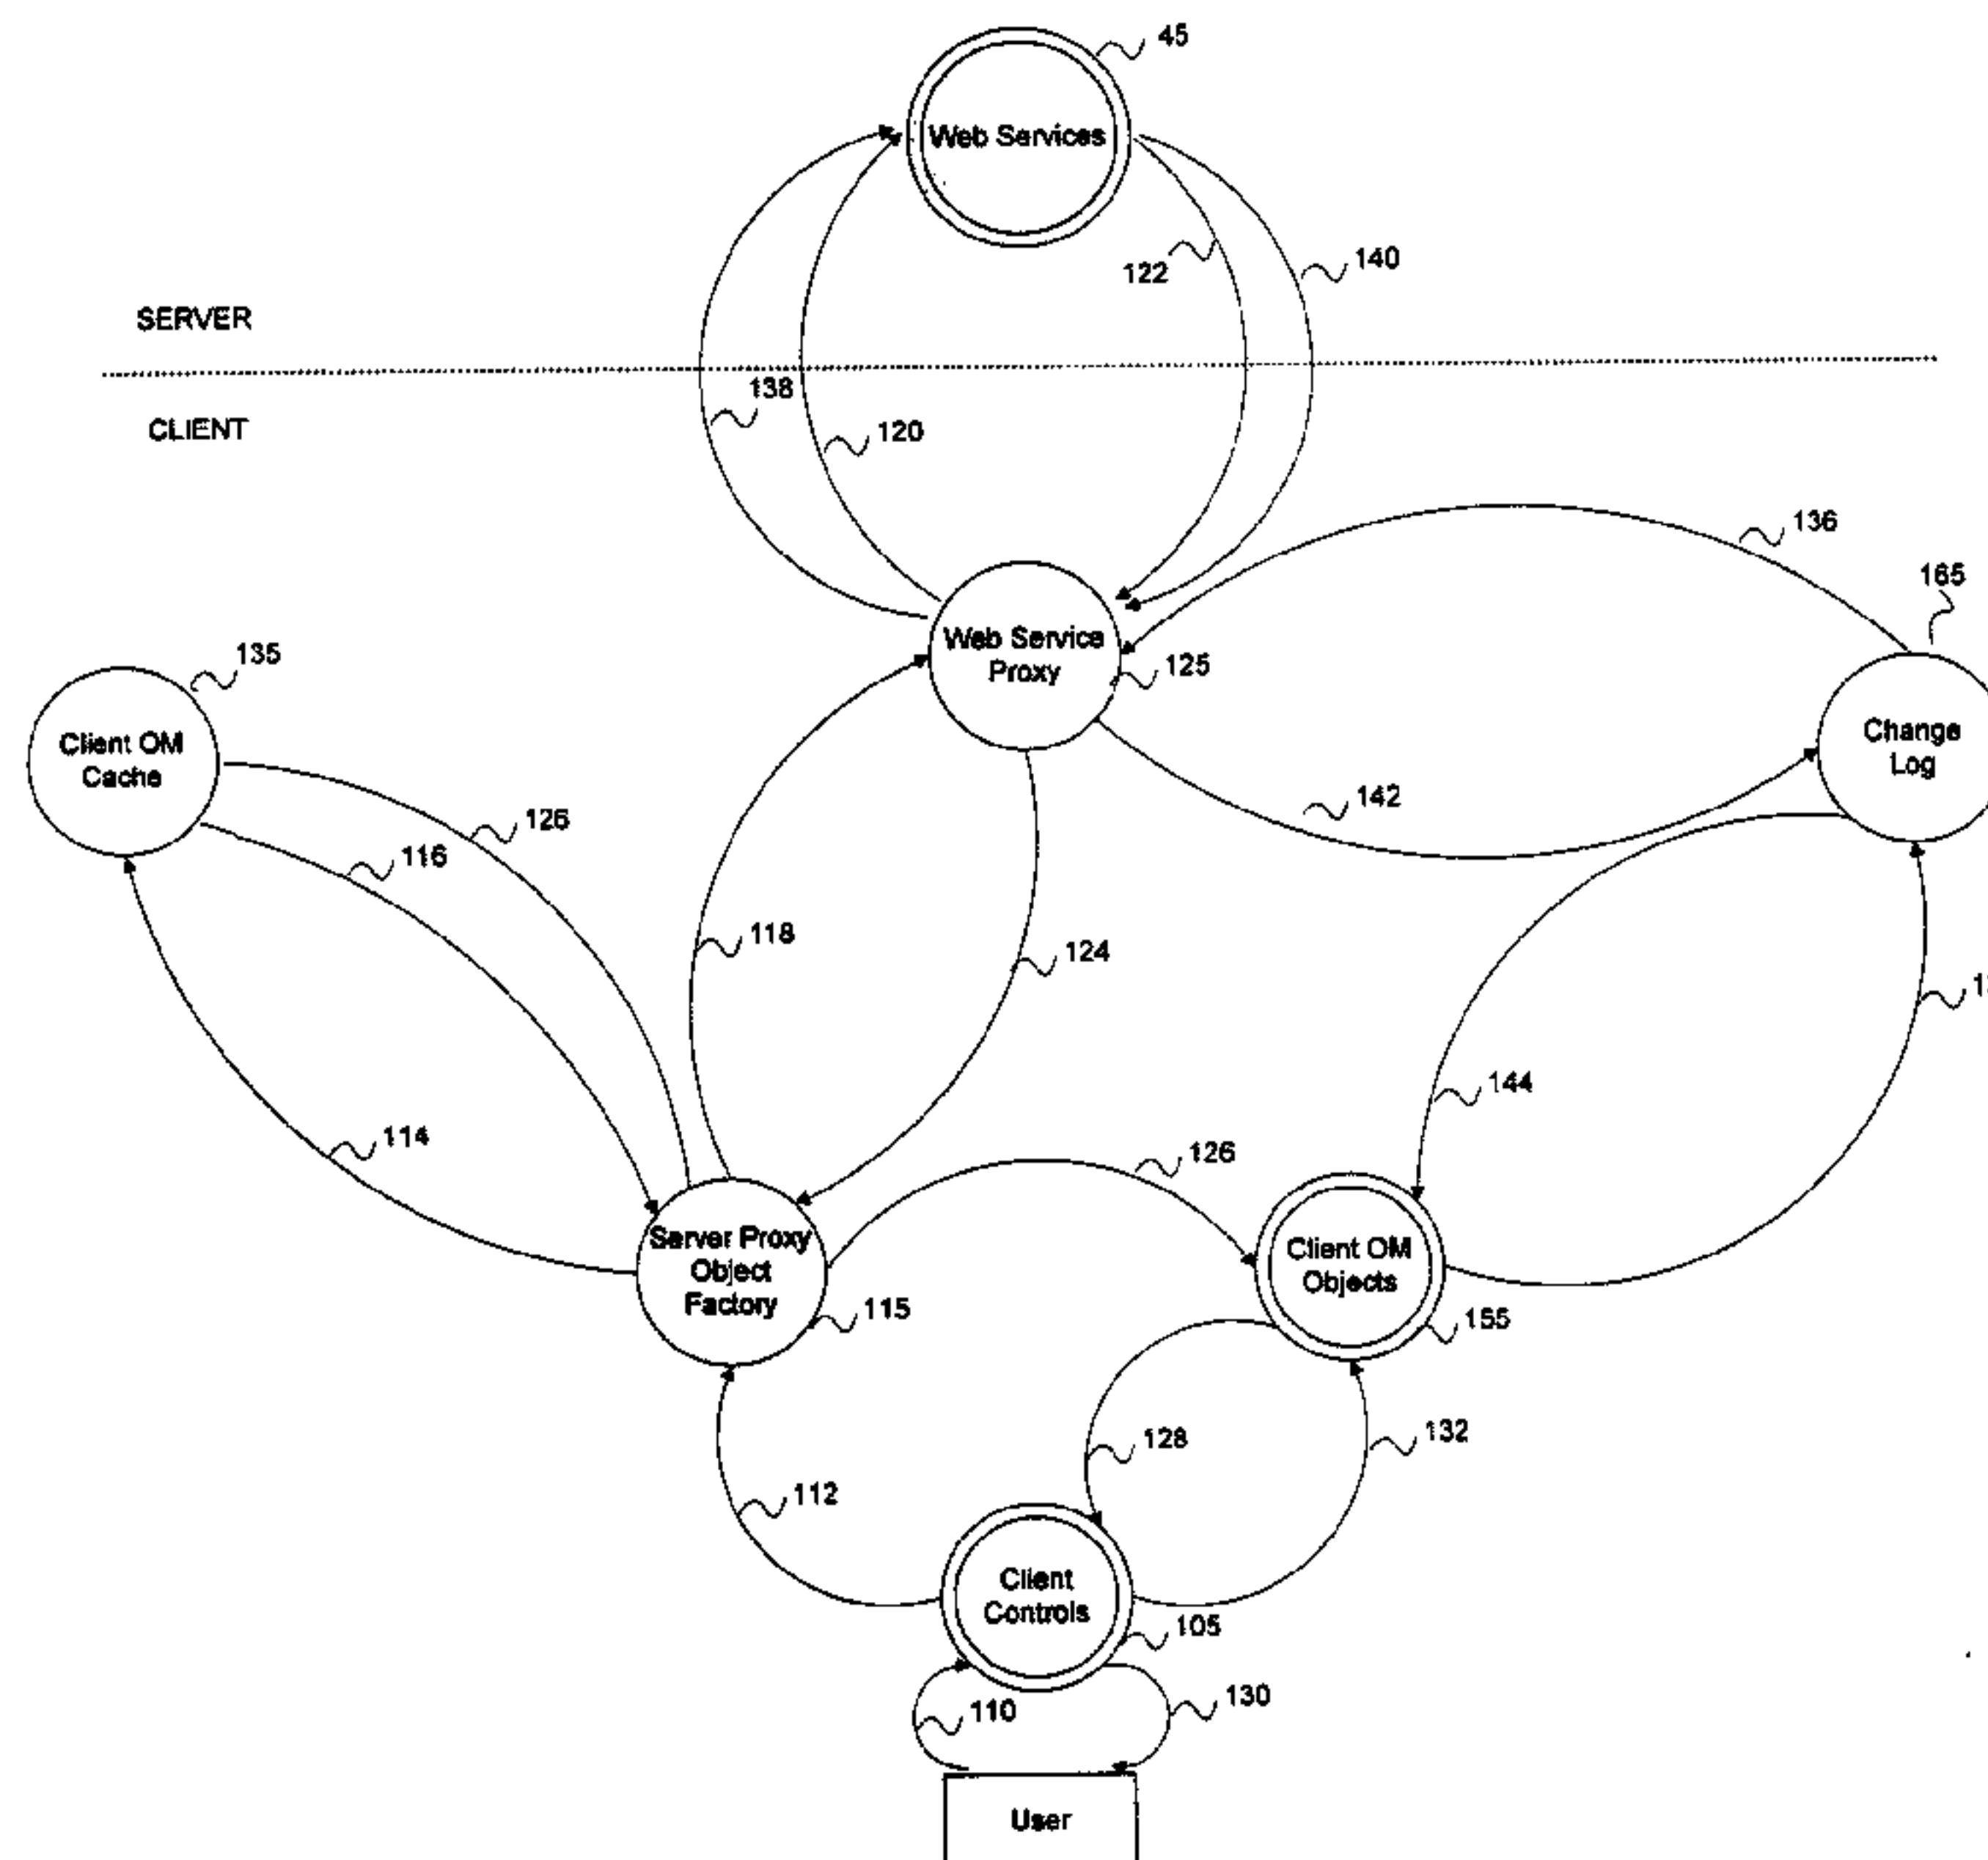 45
Web Services
122
140
SERVER
138
CLIENT
120
136
165
135
Web Service
Proxy
125
Client OM
Cache
Change
Log
126
142
116
118
124
144
114
126
Server Proxy
Object
Factory
115
Client OM
Objects
155
128
132
112
Client
Controls
105
110
130
User